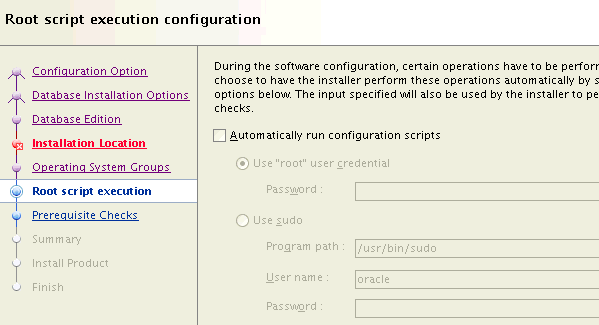 Root script execution configuration
Configuration Option
Database Installation Options
Database Edition
Installation Location
Operating System Groups
Root script execution
Prerequisite Checks
Summary
Install Product
Finish
During the software configuration, certain operations have to be
choose to have the installer perform these operations automatically by
options below. The input specified will also be used by the installer to
checks.
Automatically run configuration scripts
Use "root" user credential
Password :
Use sudo
Program path : /usr/bin/sudo
User name : oracle
Password :